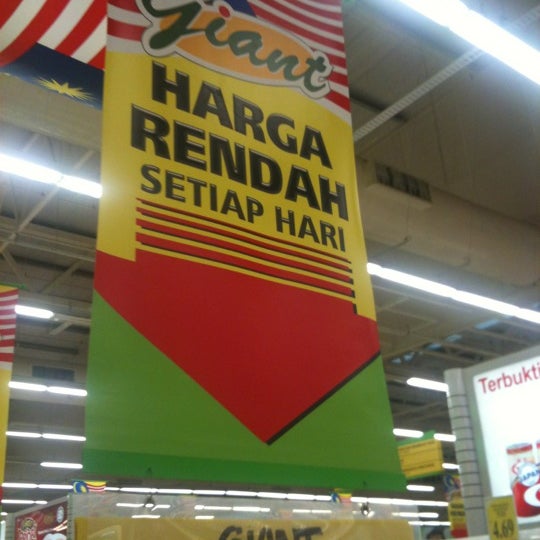 Giant
HARGA
RENDAH
SETIAP HARI
Terbukti
4.69
GIANT